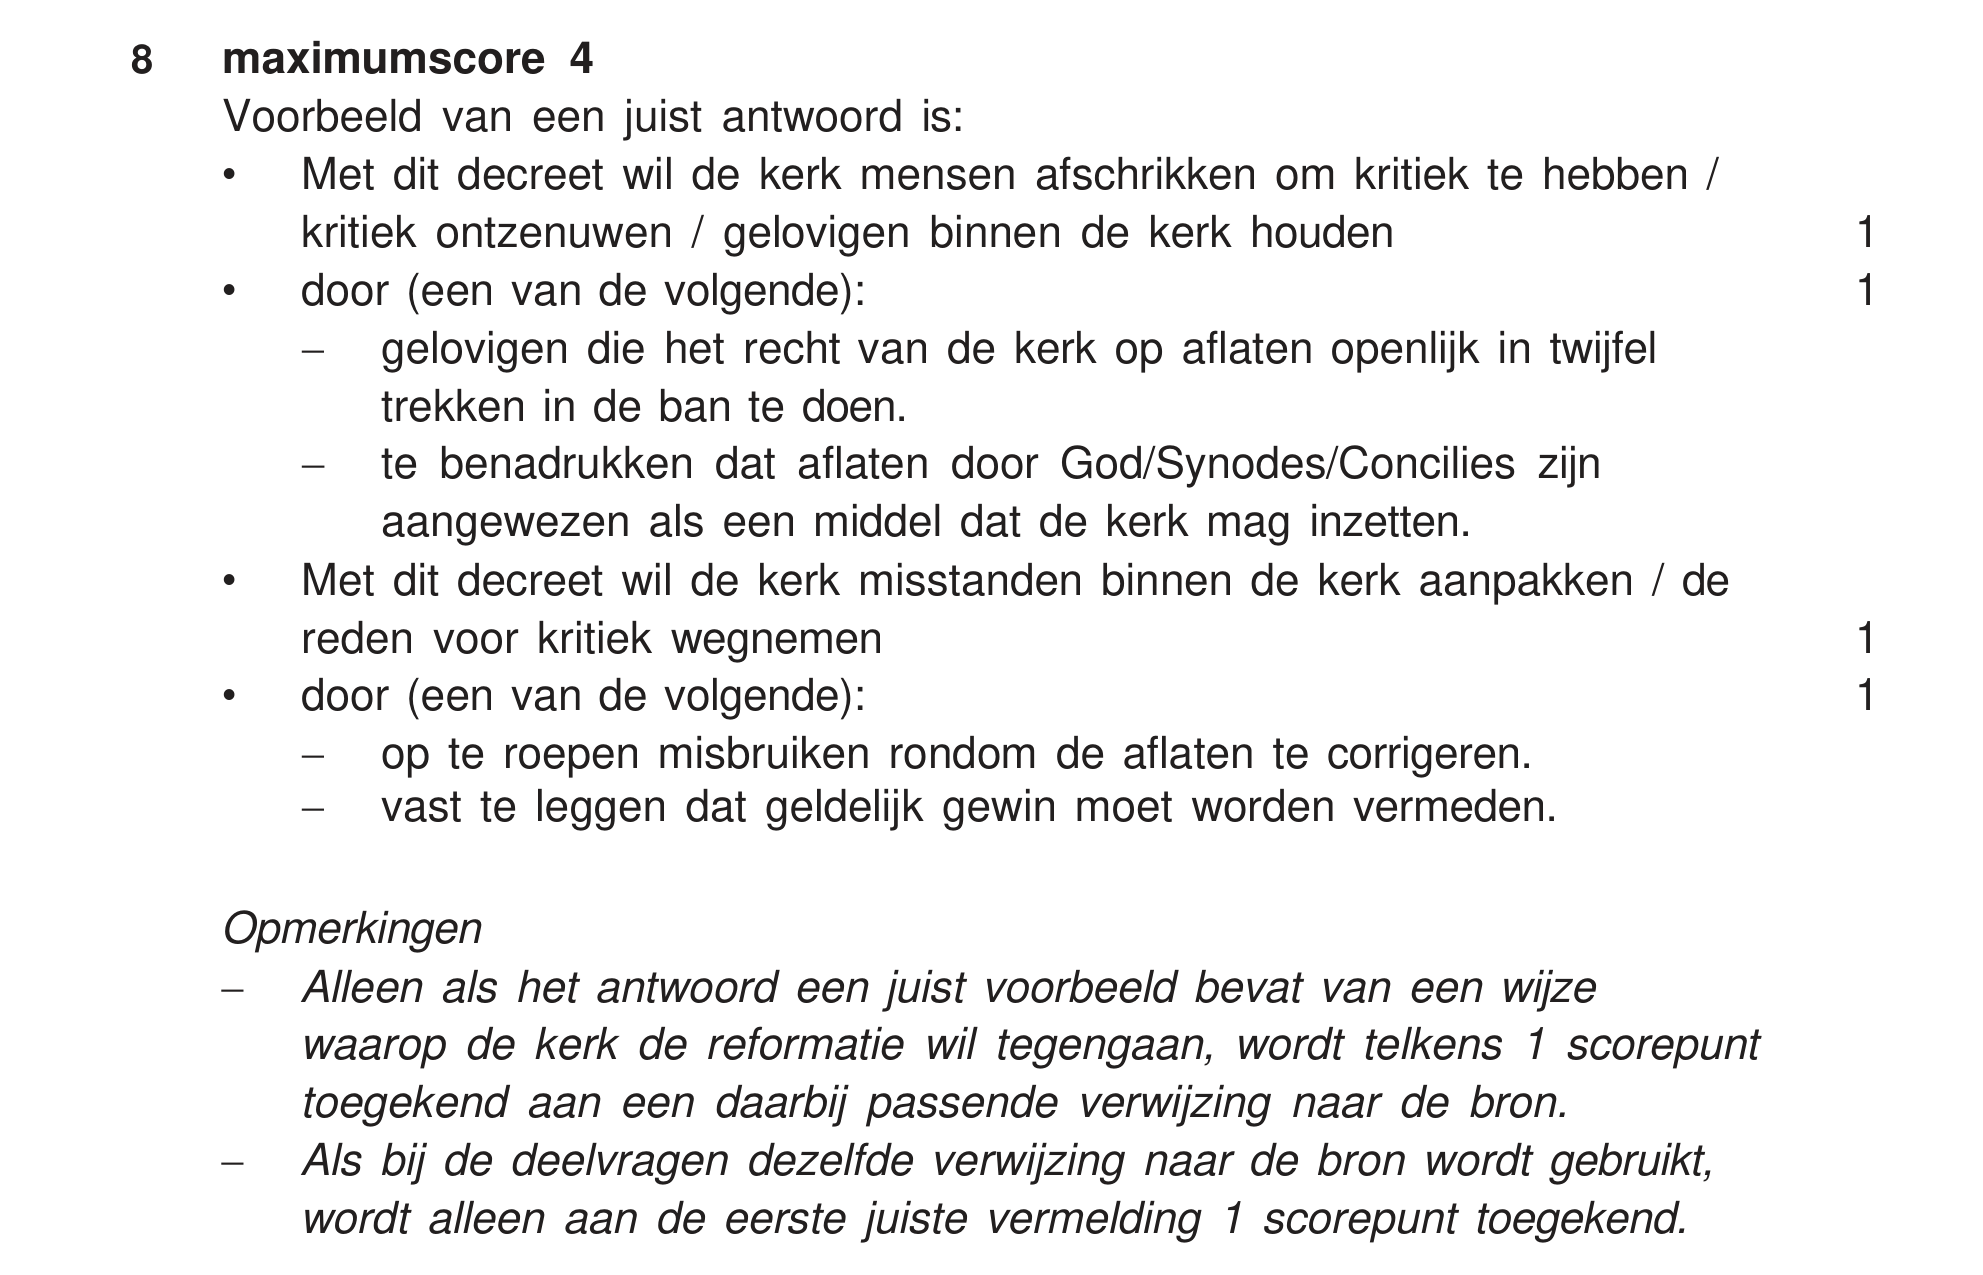 8 maximumscore 4
Voorbeeld van een juist antwoord is:
• Met dit decreet wil de kerk mensen afschrikken om kritiek te hebben /
kritiek ontzenuwen / gelovigen binnen de kerk houden 1
• door (een van de volgende): 1
– gelovigen die het recht van de kerk op aflaten openlijk in twijfel
trekken in de ban te doen.
– te benadrukken dat aflaten door God/Synodes/Concilies zijn
aangewezen als een middel dat de kerk mag inzetten.
• Met dit decreet wil de kerk misstanden binnen de kerk aanpakken / de
reden voor kritiek wegnemen 1
• door (een van de volgende): 1
– op te roepen misbruiken rondom de aflaten te corrigeren.
– vast te leggen dat geldelijk gewin moet worden vermeden.
Opmerkingen
– Alleen als het antwoord een juist voorbeeld bevat van een wijze
waarop de kerk de reformatie wil tegengaan, wordt telkens 1 scorepunt
toegekend aan een daarbij passende verwijzing naar de bron.
– Als bij de deelvragen dezelfde verwijzing naar de bron wordt gebruikt,
wordt alleen aan de eerste juiste vermelding 1 scorepunt toegekend.